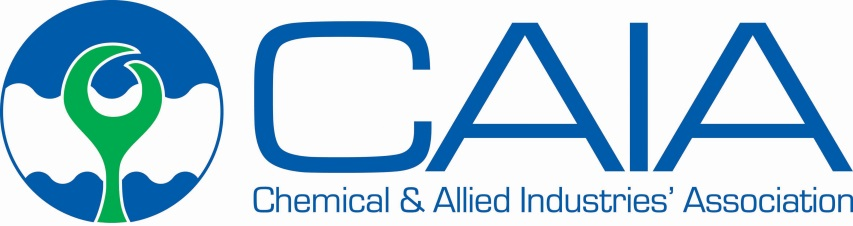 CAIA
Chemical & Allied Industries’ Association